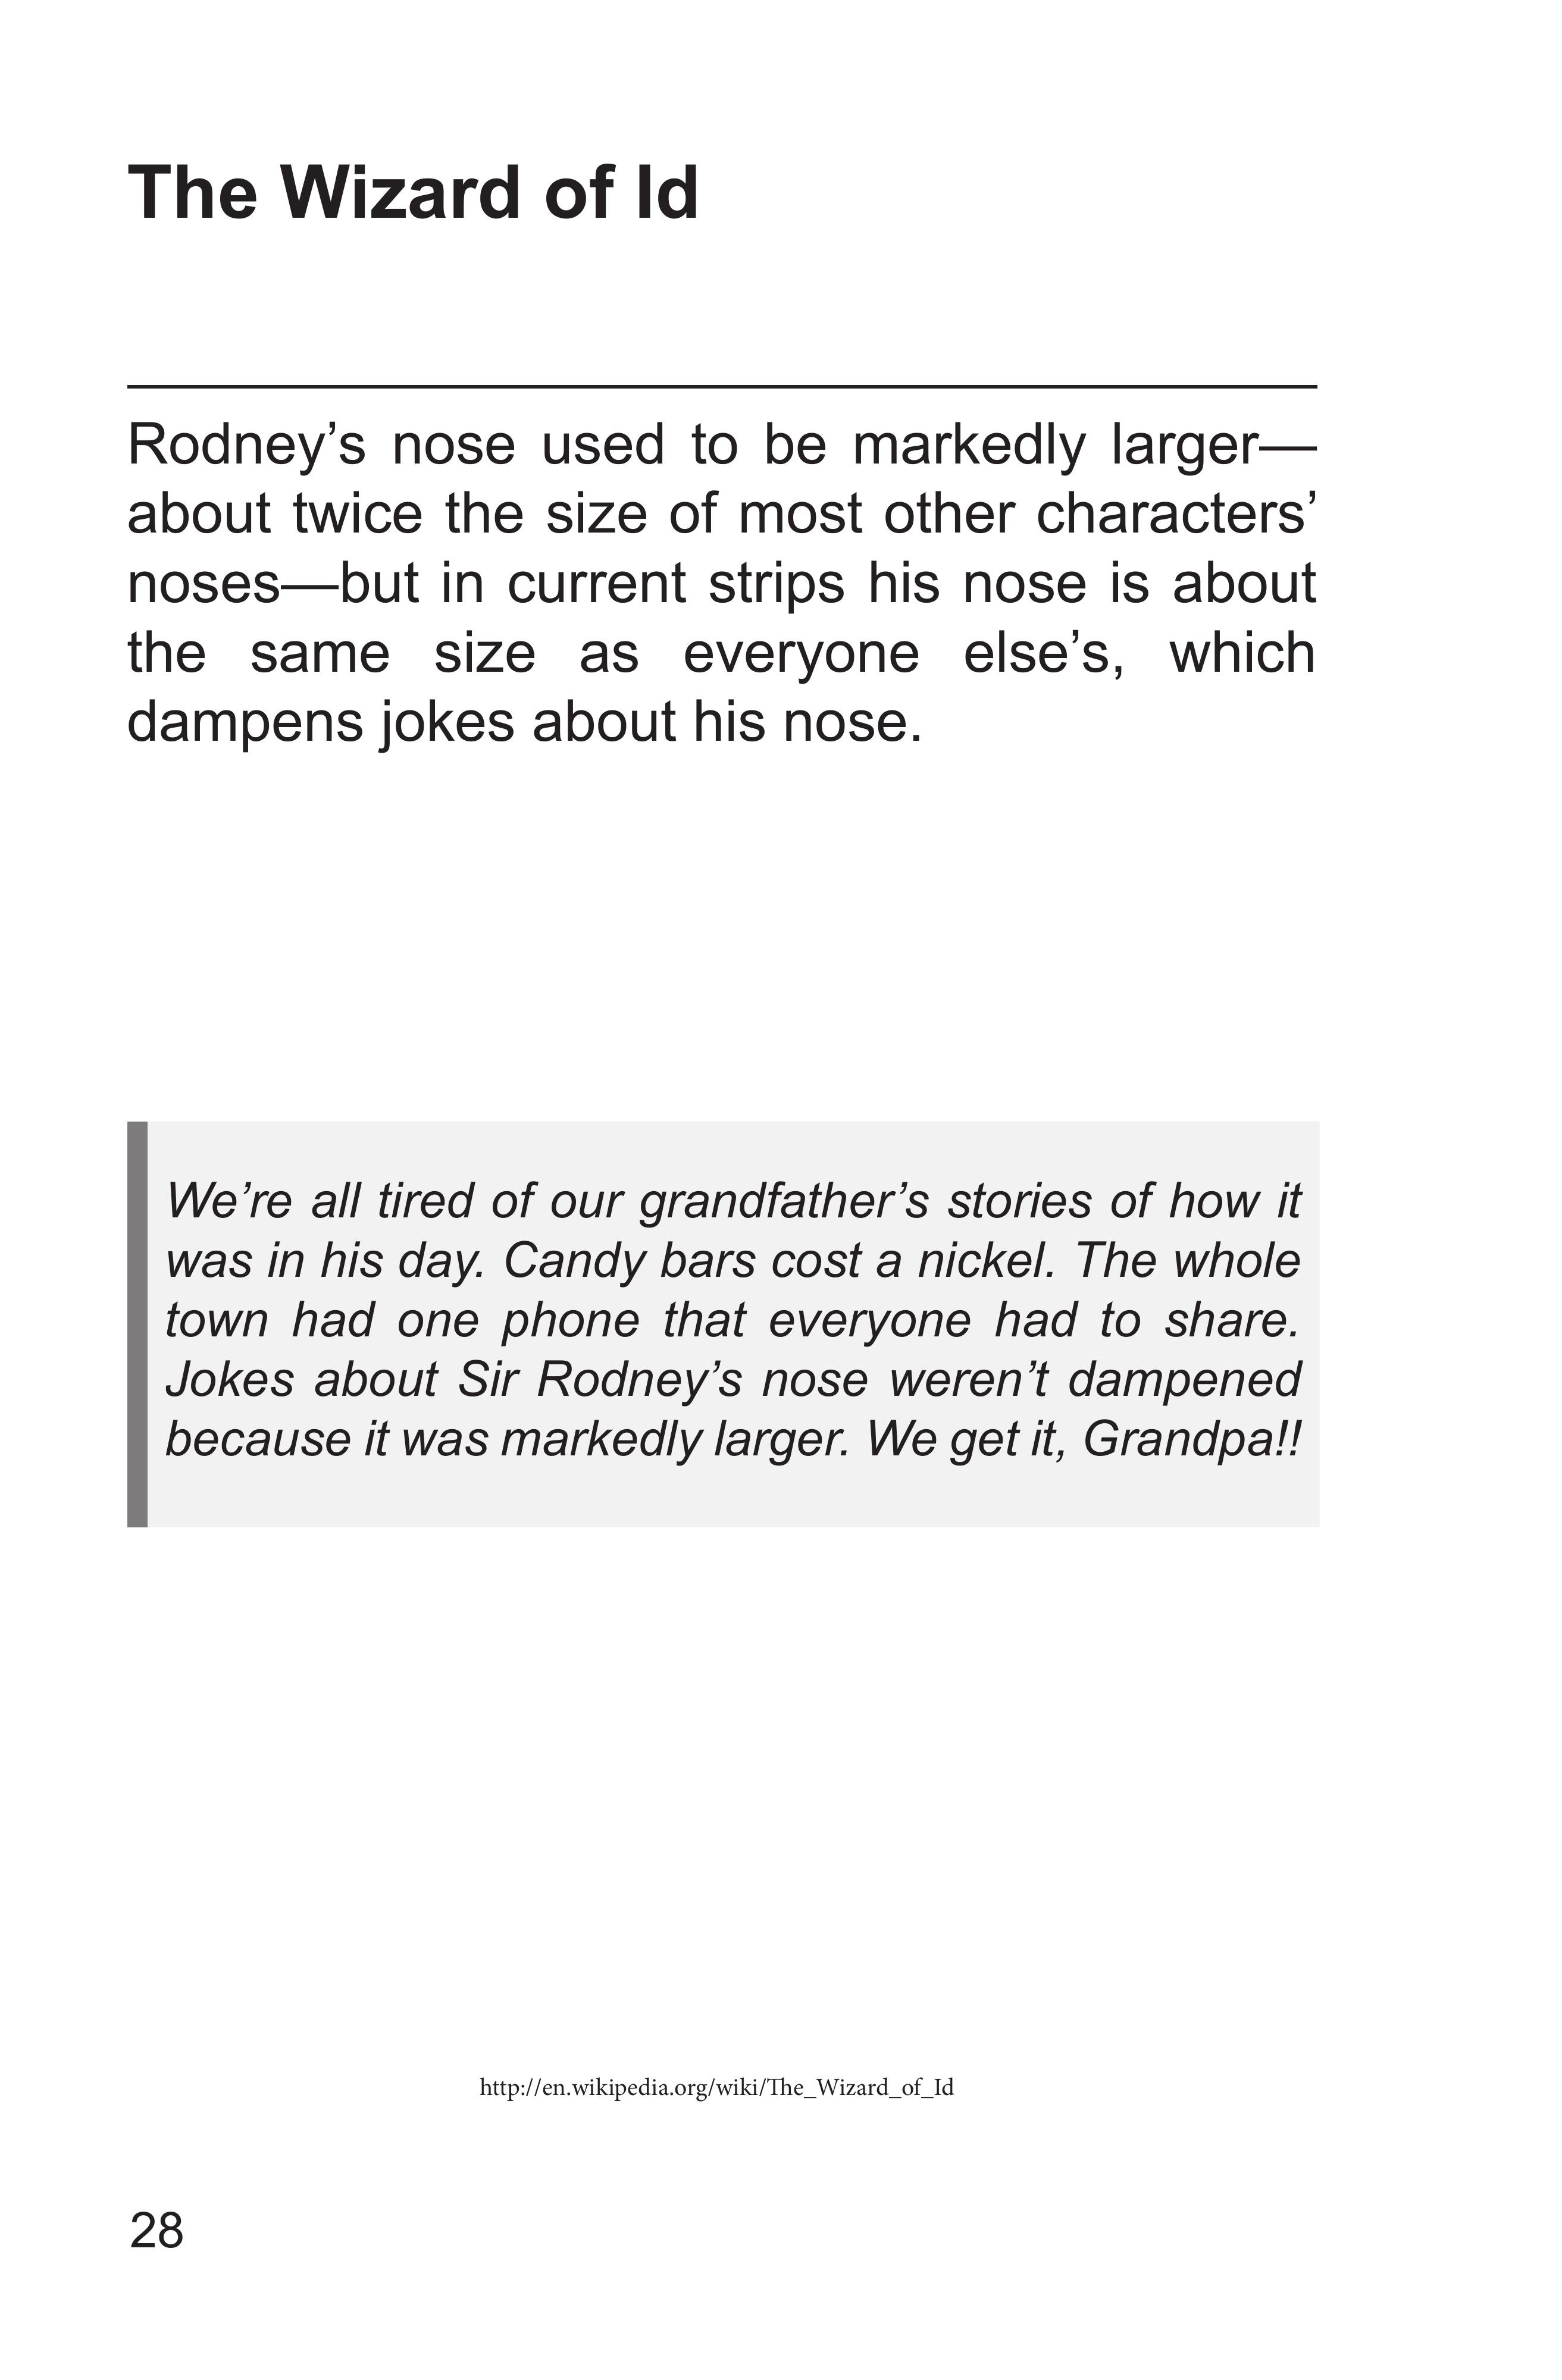 The Wizard of Id
Rodney’s nose used to be markedly larger—
about twice the size of most other characters’
noses—but in current strips his nose is about
the same size as everyone else’s, which
dampens jokes about his nose.
We’re all tired of our grandfather’s stories of how it
was in his day. Candy bars cost a nickel. The whole
town had one phone that everyone had to share.
Jokes about Sir Rodney’s nose weren’t dampened
because it was markedly larger. We get it, Grandpa!!
http://en.wikipedia.org/wiki/The_Wizard_of_Id
28